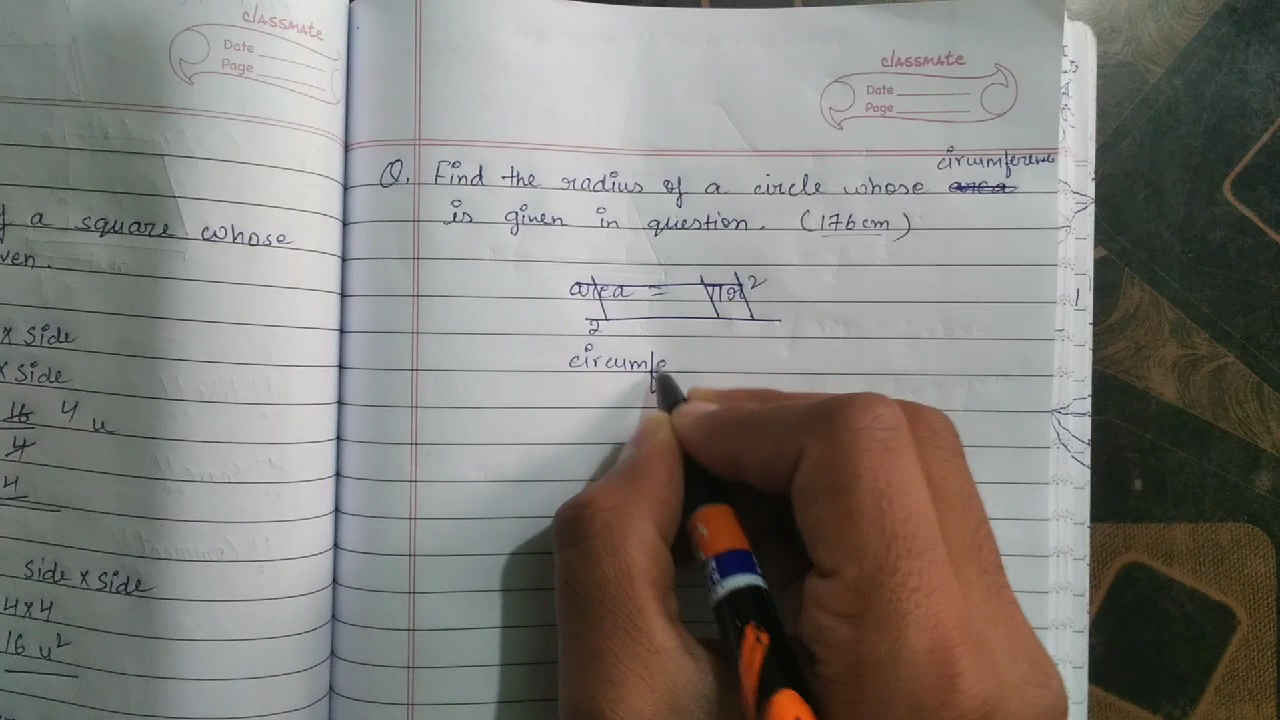 classmate
Date
Page
f a square whose
ven.
x side
x side
16 4 u
4
4
side x side
4x4
16 u²
classmate
Date
Page
circumference
Q. Find the radius of a circle whose area
is given in question. (176 cm)
area = πr²
2
circumfe